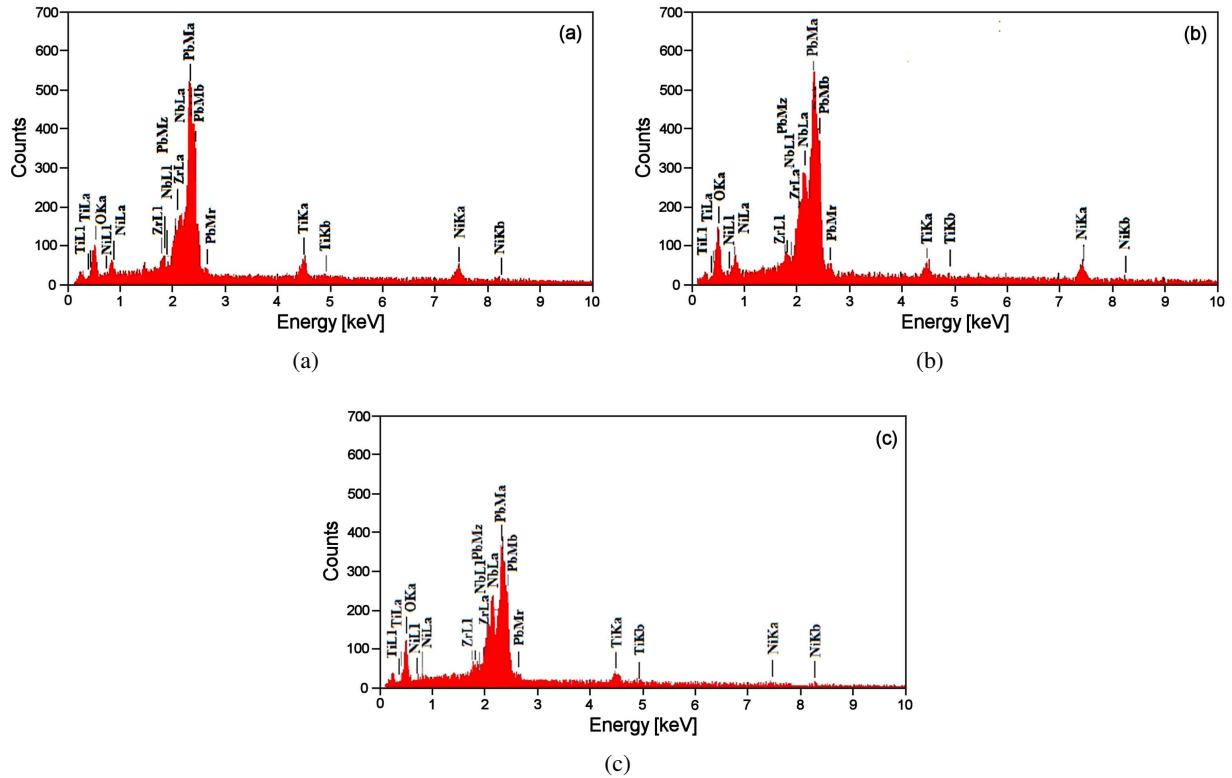 700
600
500
400
300
200
100
0
Counts
(a)
TiL1
TiLa
OKa
NiL1
NiLa
ZrL1
PbMz
NbL1
ZrLa
NbLa
PbMa
PbMb
PbMr
TiKa
TiKb
NiKa
NiKb
0 1 2 3 4 5 6 7 8 9 10
Energy [keV]
(a)
700
600
500
400
300
200
100
0
Counts
(b)
TiL1
TiLa
OKa
NiL1
NiLa
ZrL1
PbMz
NbL1
ZrLa
NbLa
PbMa
PbMb
PbMr
TiKa
TiKb
NiKa
NiKb
0 1 2 3 4 5 6 7 8 9 10
Energy [keV]
(b)
700
600
500
400
300
200
100
0
Counts
(c)
TiL1
TiLa
OKa
NiL1
NiLa
ZrL1
PbMz
NbL1
ZrLa
NbLa
PbMa
PbMb
PbMr
TiKa
TiKb
NiKa
NiKb
0 1 2 3 4 5 6 7 8 9 10
Energy [keV]
(c)